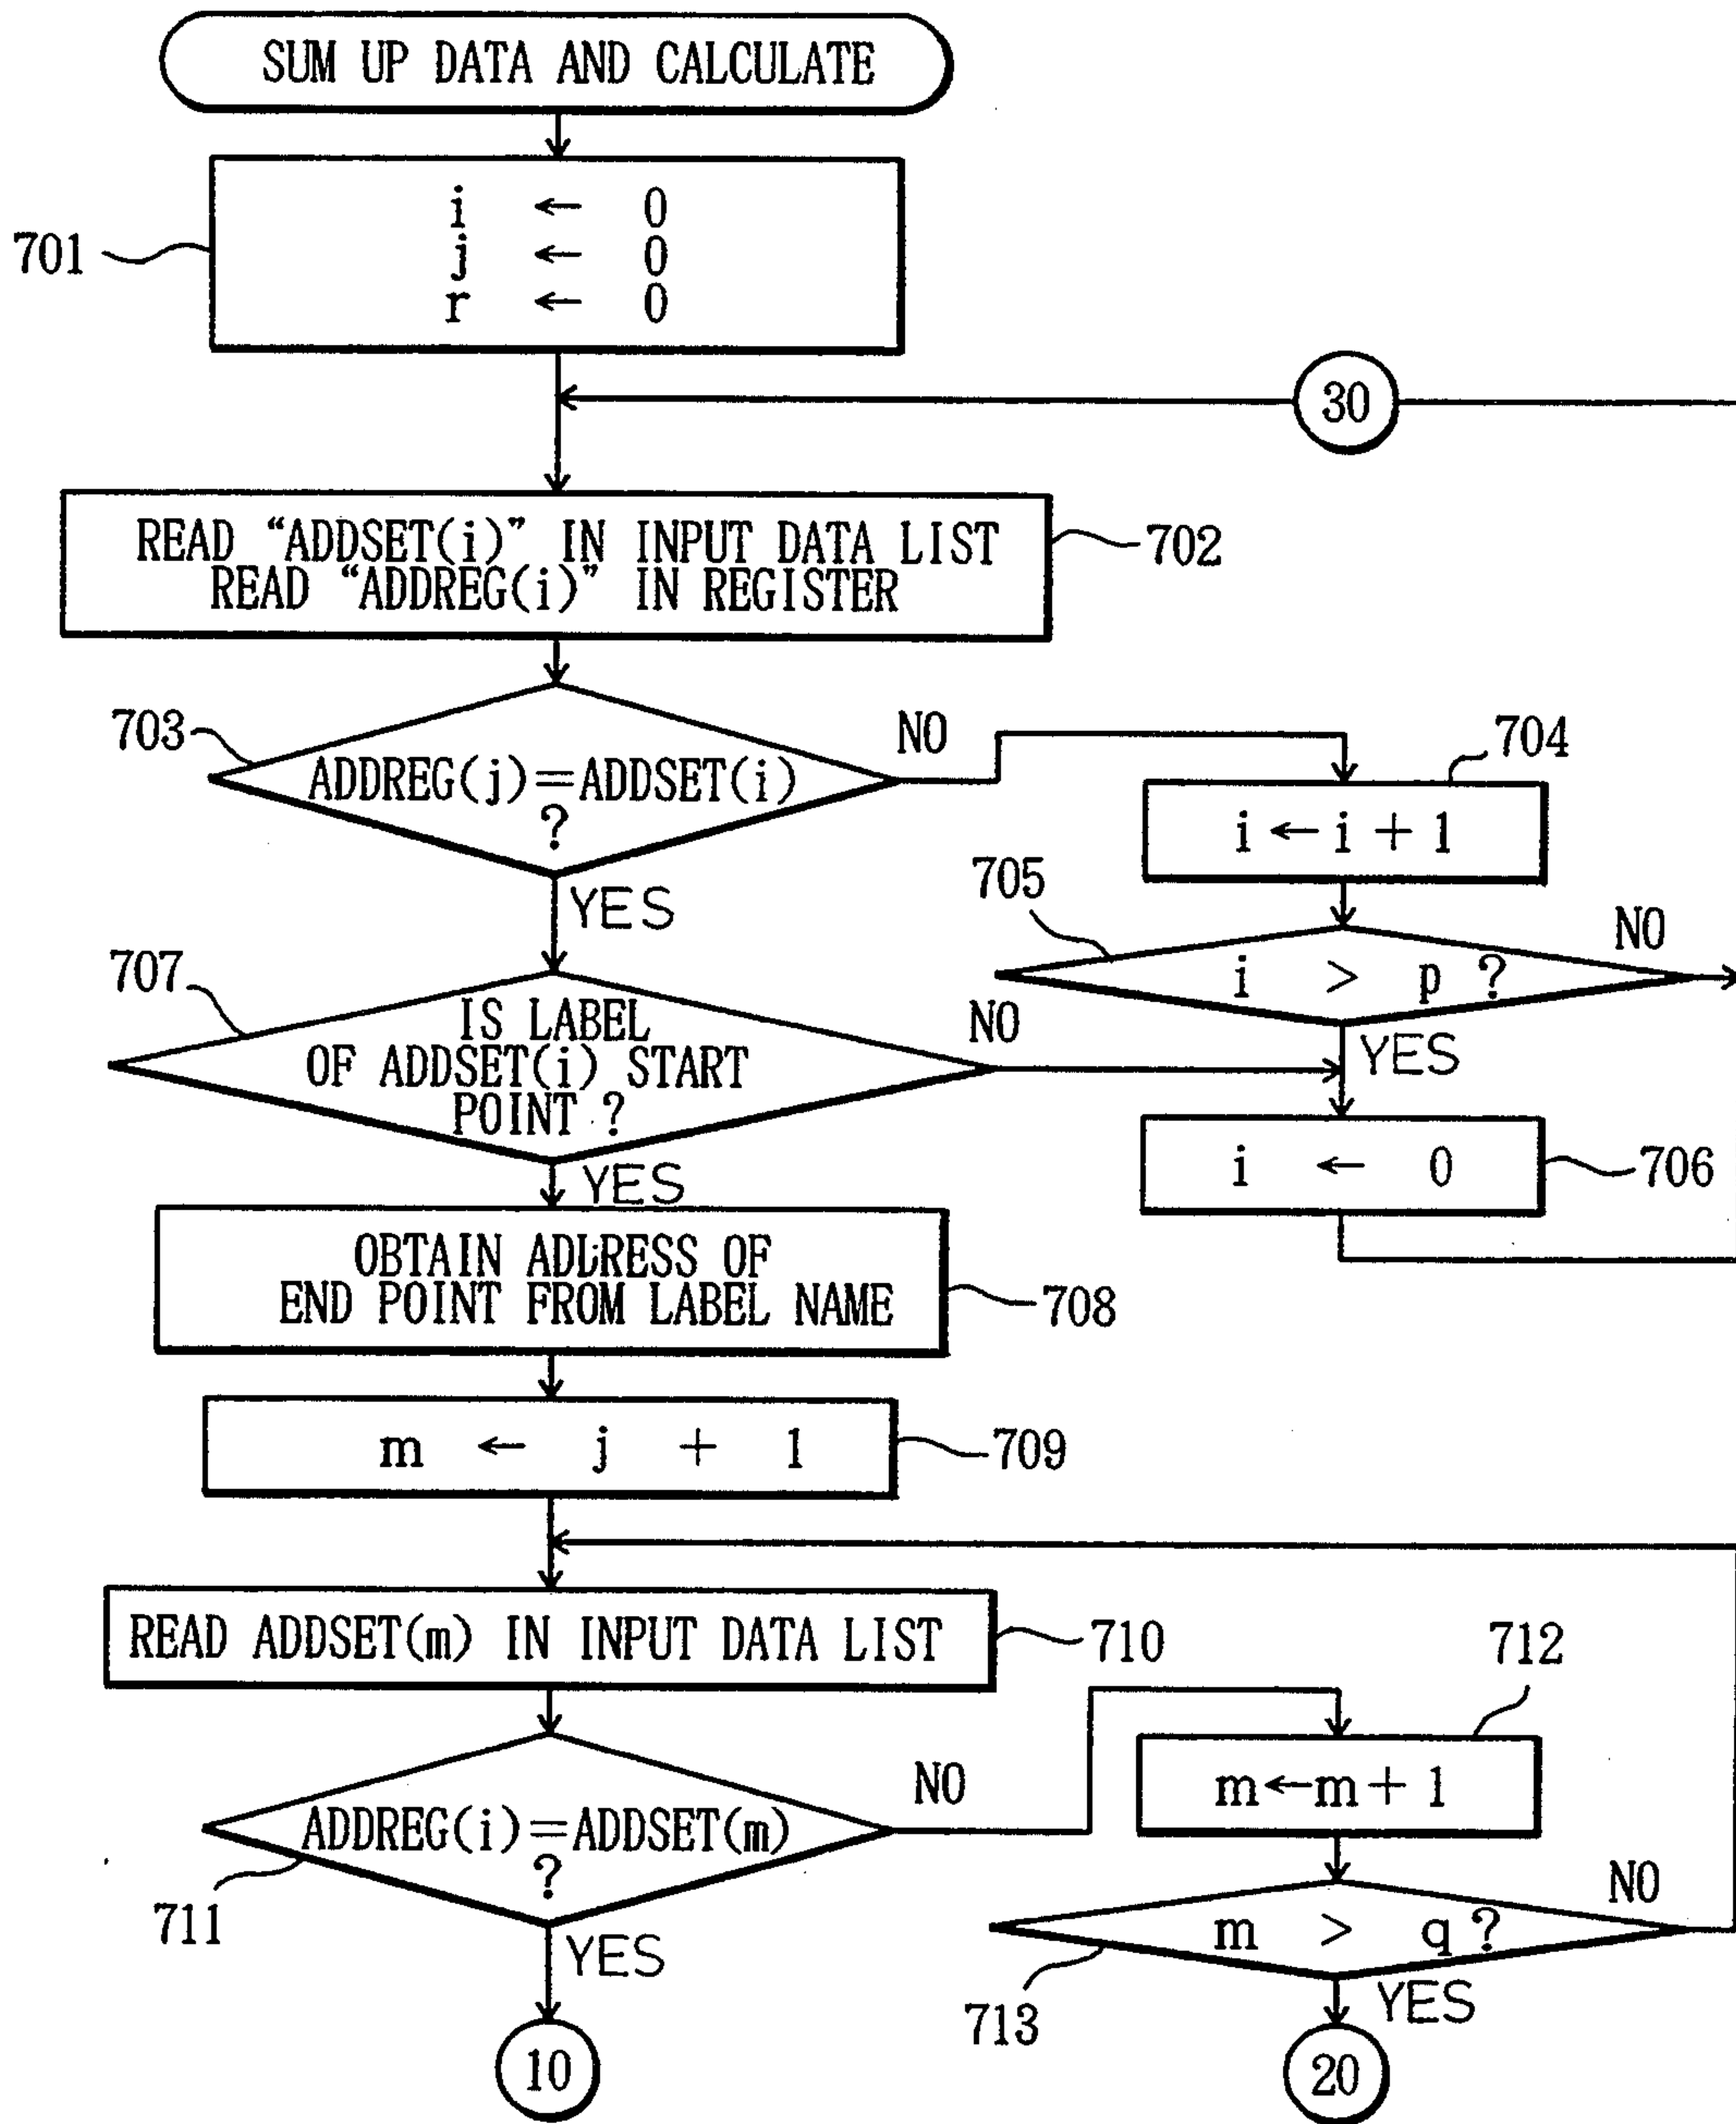 SUM UP DATA AND CALCULATE
i ← 0
j ← 0
r ← 0
701
30
READ “ADDSET(i)” IN INPUT DATA LIST
READ “ADDREG(i)” IN REGISTER
702
703
ADDREG(j)=ADDSET(i)
?
NO
YES
704
i ← i + 1
705
i > p ?
NO
YES
707
IS LABEL
OF ADDSET(i) START
POINT ?
NO
YES
i ← 0
706
OBTAIN ADDRESS OF
END POINT FROM LABEL NAME
708
m ← j + 1
709
READ ADDSET(m) IN INPUT DATA LIST
710
711
ADDREG(i)=ADDSET(m)
?
NO
YES
712
m←m + 1
713
m > q ?
NO
YES
10
20